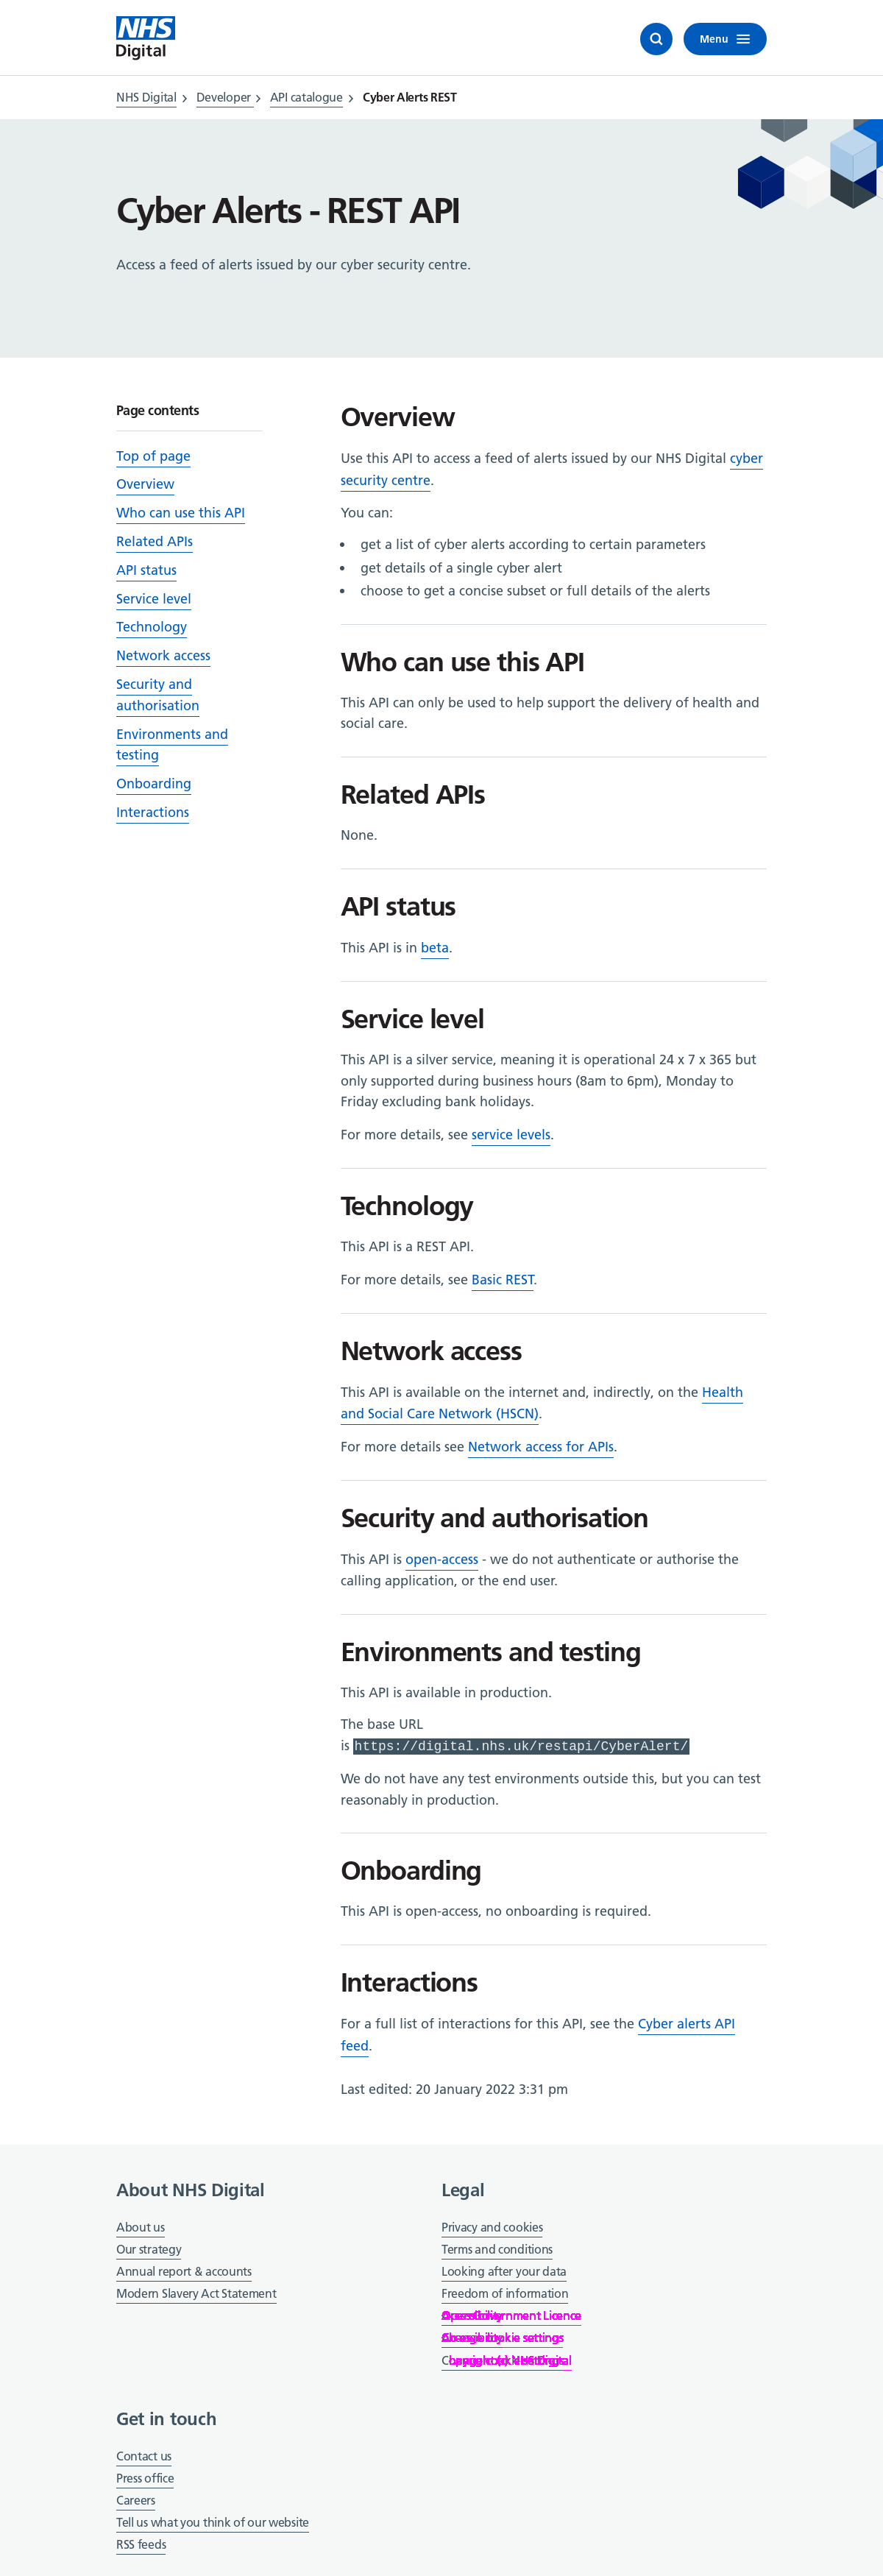 NHS
Digital
Menu
NHS Digital
Developer
API catalogue
Cyber Alerts REST
Cyber Alerts - REST API
Access a feed of alerts issued by our cyber security centre.
Page contents
Top of page
Overview
Who can use this API
Related APIs
API status
Service level
Technology
Network access
Security and
authorisation
Environments and
testing
Onboarding
Interactions
Overview
Use this API to access a feed of alerts issued by our NHS Digital cyber
security centre.
You can:
get a list of cyber alerts according to certain parameters
get details of a single cyber alert
choose to get a concise subset or full details of the alerts
Who can use this API
This API can only be used to help support the delivery of health and
social care.
Related APIs
None.
API status
This API is in beta.
Service level
This API is a silver service, meaning it is operational 24 x 7 x 365 but
only supported during business hours (8am to 6pm), Monday to
Friday excluding bank holidays.
For more details, see service levels.
Technology
This API is a REST API.
For more details, see Basic REST.
Network access
This API is available on the internet and, indirectly, on the Health
and Social Care Network (HSCN).
For more details see Network access for APIs.
Security and authorisation
This API is open-access - we do not authenticate or authorise the
calling application, or the end user.
Environments and testing
This API is available in production.
The base URL
is https://digital.nhs.uk/restapi/CyberAlert/
We do not have any test environments outside this, but you can test
reasonably in production.
Onboarding
This API is open-access, no onboarding is required.
Interactions
For a full list of interactions for this API, see the Cyber alerts API
feed.
Last edited: 20 January 2022 3:31 pm
About NHS Digital
About us
Our strategy
Annual report & accounts
Modern Slavery Act Statement
Legal
Privacy and cookies
Terms and conditions
Looking after your data
Freedom of information
Licence
settings
Get in touch
Contact us
Press office
Careers
Tell us what you think of our website
RSS feeds